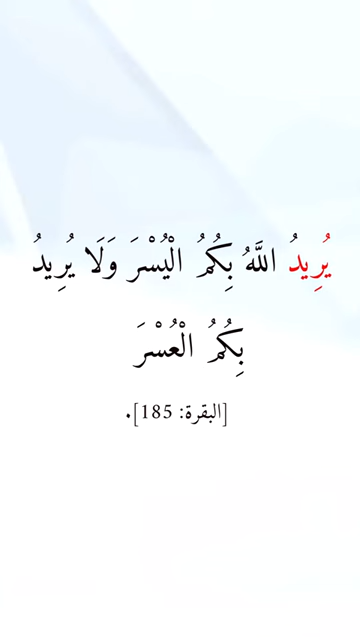 يُرِيدُ اللَّهُ بِكُمُ الْيُسْرَ وَلَا يُرِيدُ
بِكُمُ الْعُسْرَ
[البقرة: 185].